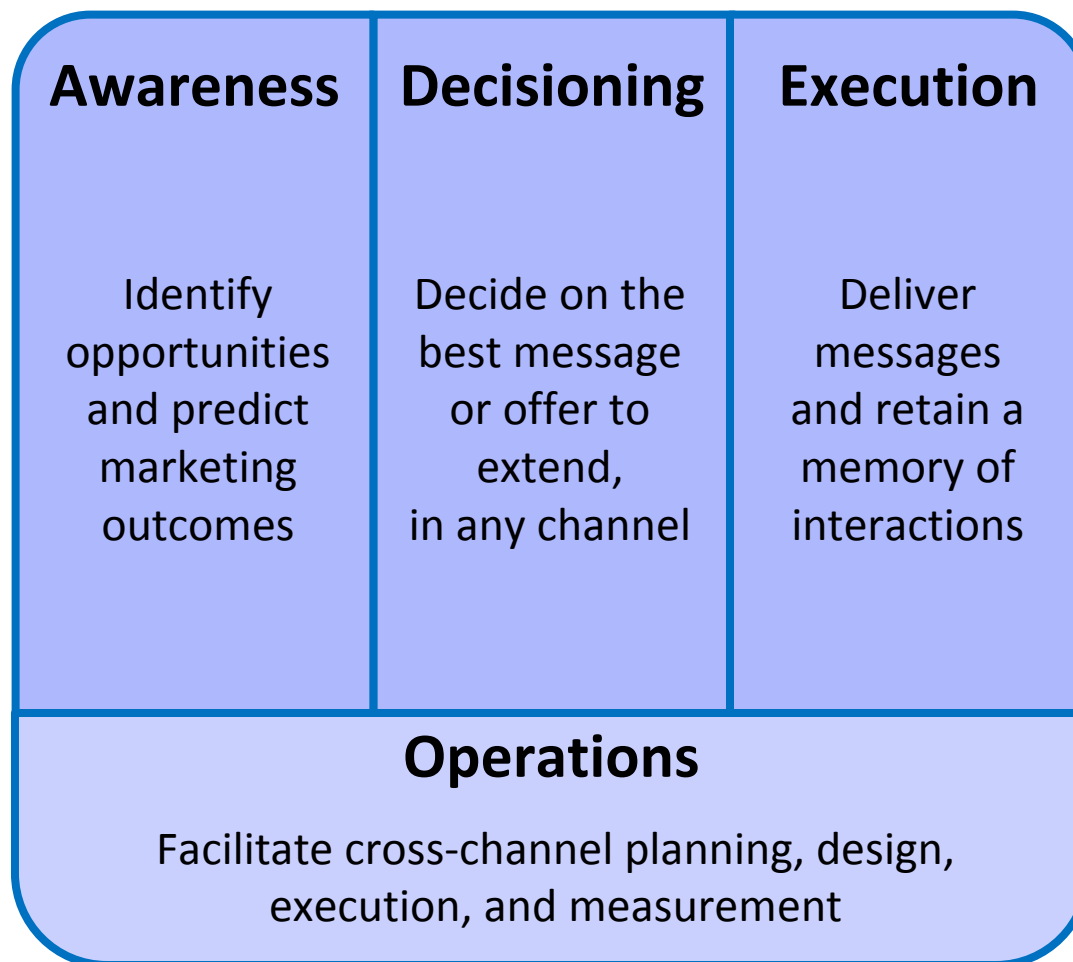 Awareness
Identify
opportunities
and predict
marketing
outcomes
Decisioning
Decide on the
best message
or offer to
extend,
in any channel
Execution
Deliver
messages
and retain a
memory of
interactions
Operations
Facilitate cross-channel planning, design,
execution, and measurement